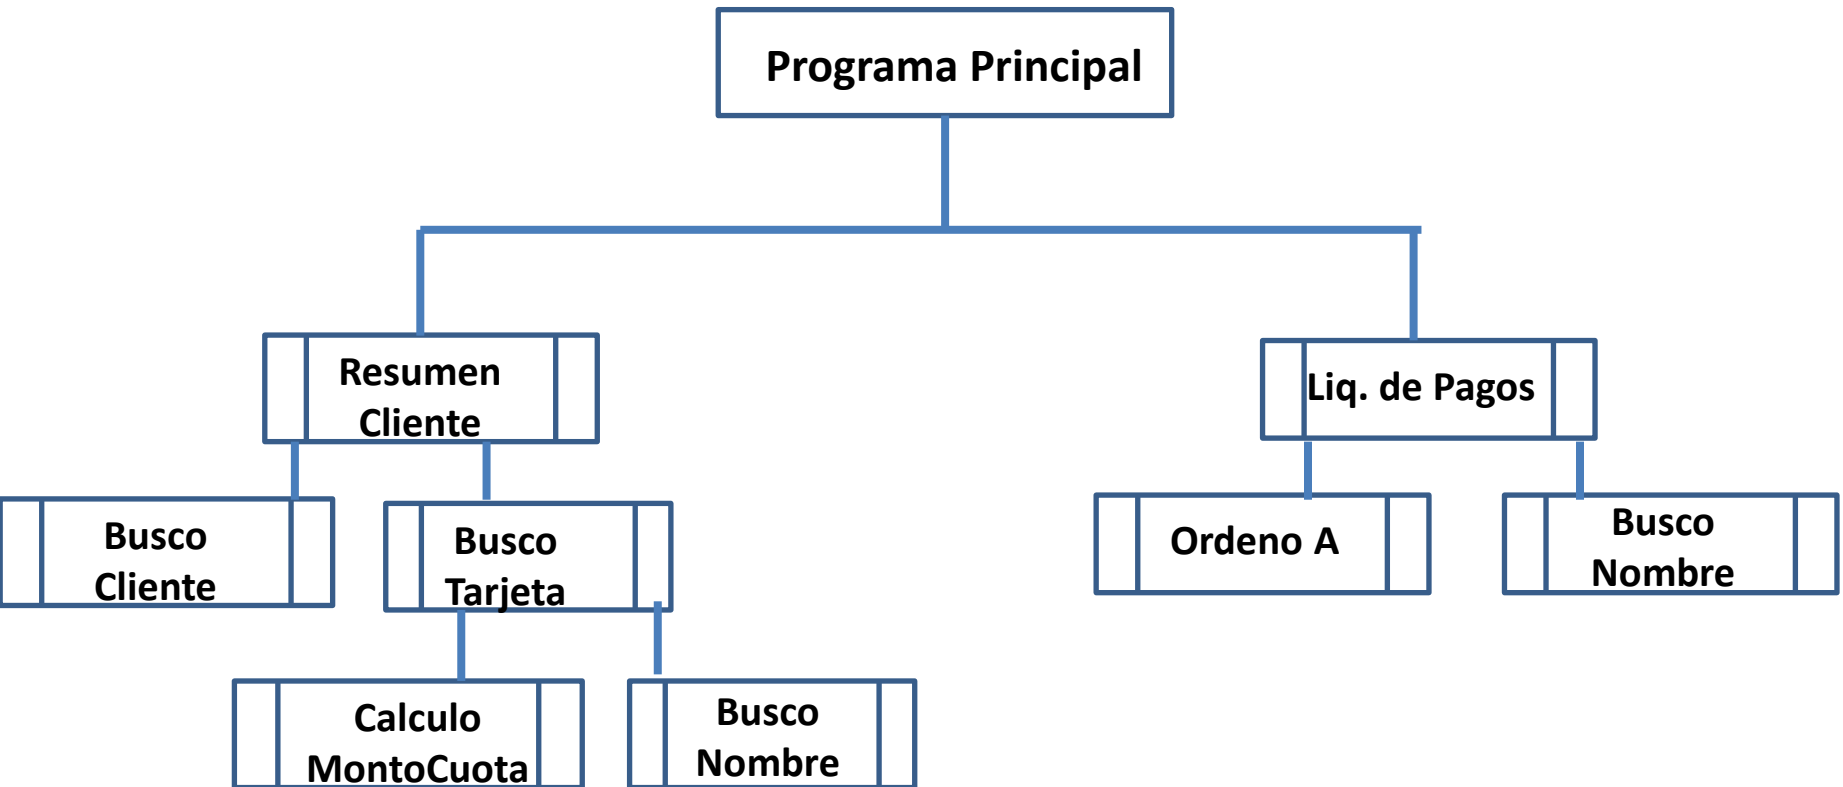 Programa Principal
Resumen
Cliente
Liq. de Pagos
Busco
Cliente
Busco
Tarjeta
Ordeno A
Busco
Nombre
Calculo
MontoCuota
Busco
Nombre